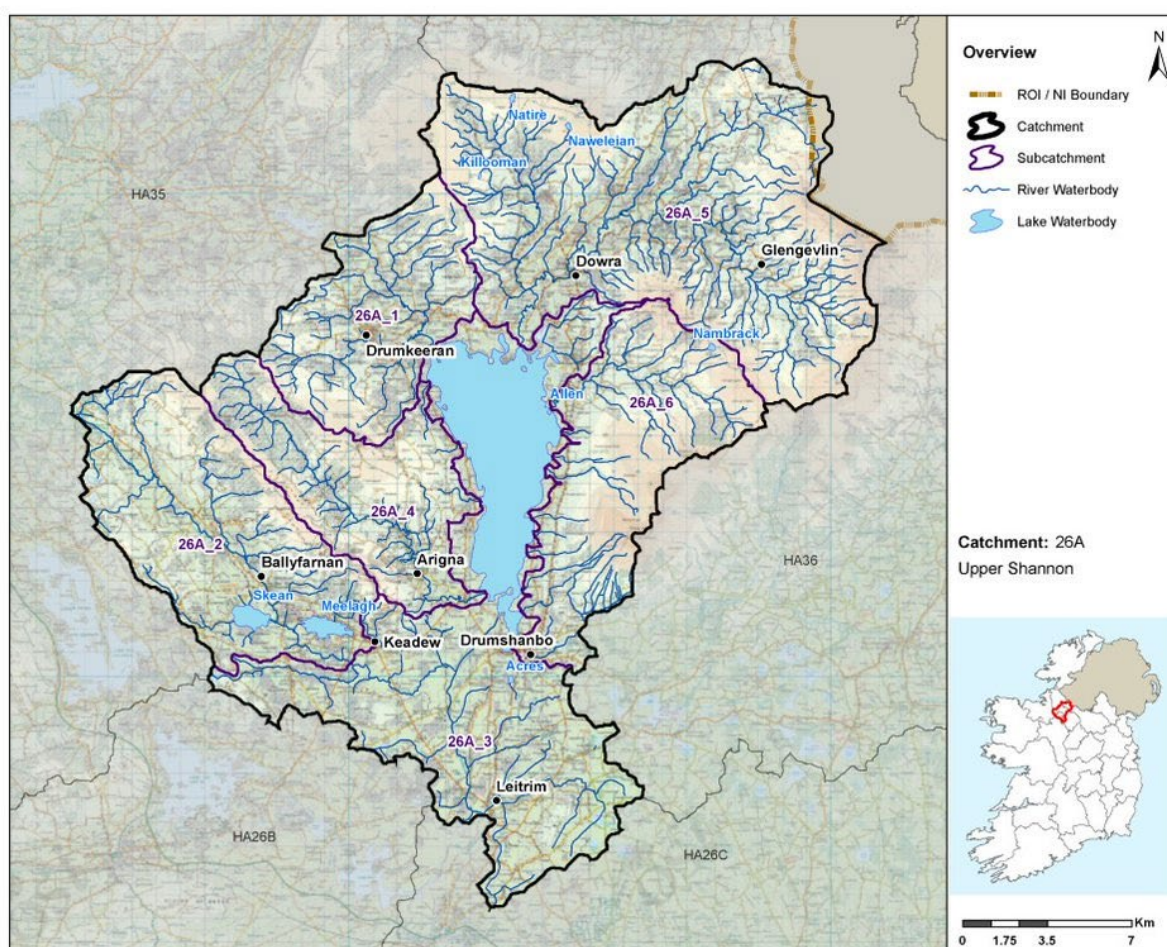 Natire
Naweleian
Killooman
HA35
26A_5
Glengevlin
Dowra
26A_1
Drumkeeran
Nambrack
Allen
26A_6
26A_4
26A_2
Ballyfarnan
Arigna
HA36
Skean
Meelagh
Keadew
Drumshanbo
Acres
26A_3
Leitrim
HA26B
HA26C
Overview
N
ROI / NI Boundary
Catchment
Subcatchment
River Waterbody
Lake Waterbody
Catchment: 26A
Upper Shannon
Km
0 1.75 3.5 7